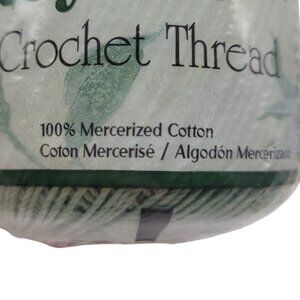 Crochet Thread
100% Mercerized Cotton
Coton Mercerisé / Algodón Mercerizado